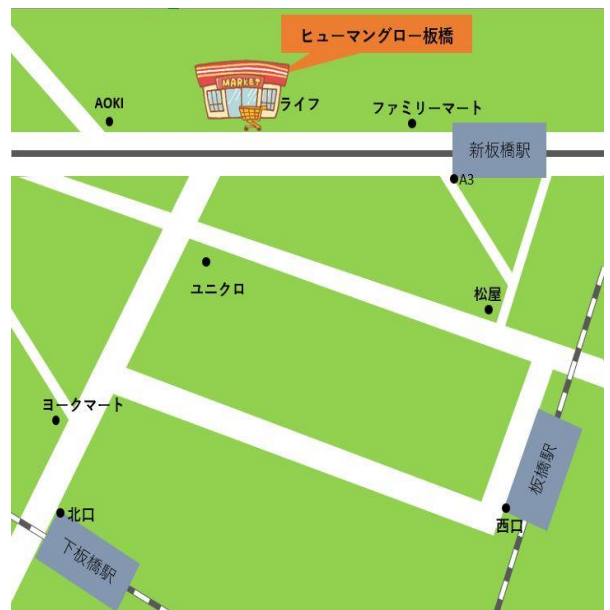 ヒューマングロー板橋
MARKET
AOKI
ライフ
ファミリーマート
新板橋駅
A3
ユニクロ
松屋
ヨークマート
板橋駅
北口
西口
下板橋駅